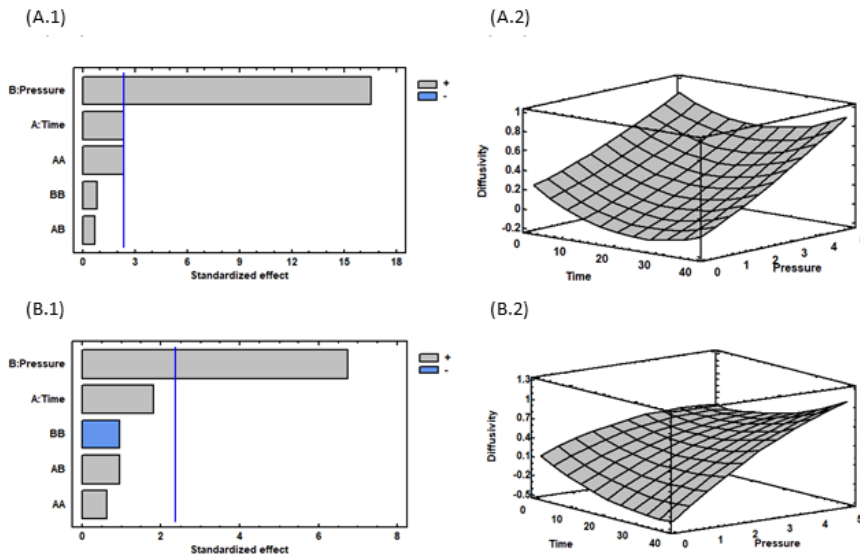 (A.1)
B:Pressure
A:Time
AA
BB
AB
0 3 6 9 12 15 18
Standardized effect
+
-
(A.2)
Diffusivity
1
0.8
0.6
0.4
0.2
0
-0.2
0 10 20 30 40
Time
0 1 2 3 4
Pressure
(B.1)
B:Pressure
A:Time
BB
AB
AA
0 2 4 6 8
Standardized effect
+
-
(B.2)
Diffusivity
1.3
1
0.7
0.4
0.1
-0.2
-0.5
0 10 20 30 40
Time
0 1 2 3 4 5
Pressure